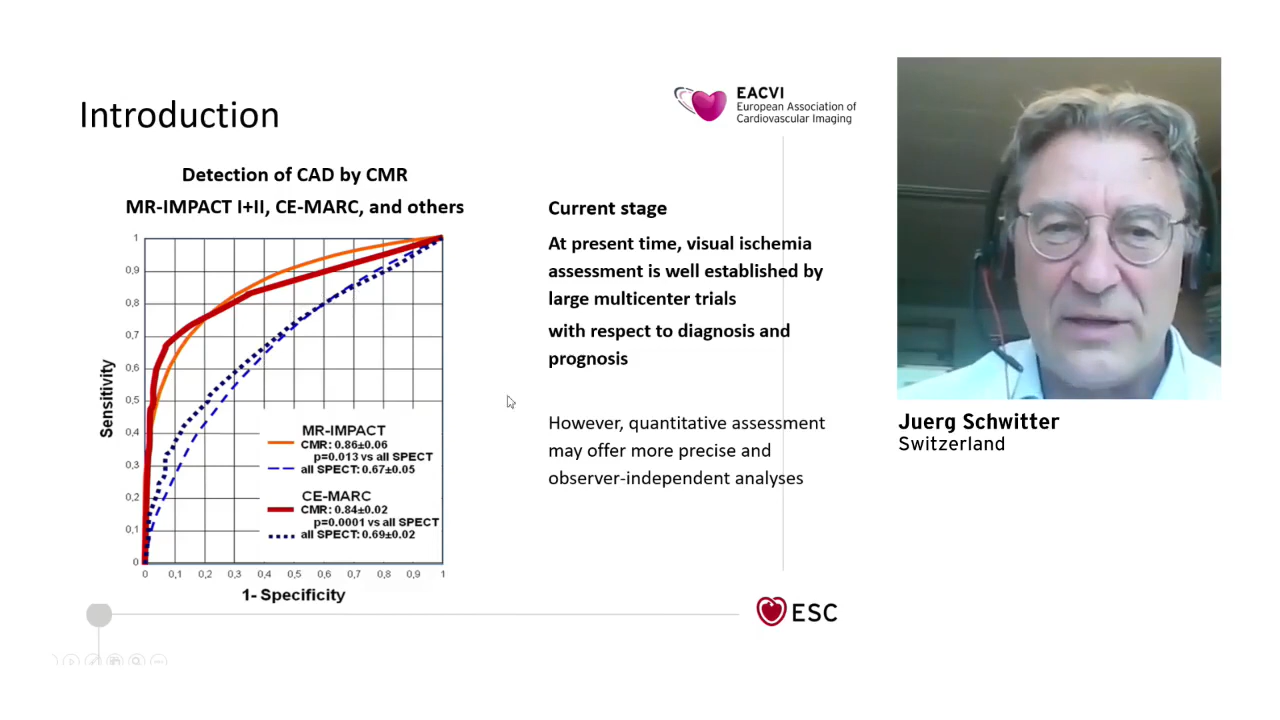 Introduction
EACVI
European Association of
Cardiovascular Imaging
Detection of CAD by CMR
MR-IMPACT I+II, CE-MARC, and others
1
0,9
0,8
0,7
0,6
0,5
0,4
0,3
0,2
0,1
0
Sensitivity
MR-IMPACT
CMR: 0.86±0.06
p=0.013 vs all SPECT
all SPECT: 0.67±0.05
CE-MARC
CMR: 0.84±0.02
p=0.0001 vs all SPECT
all SPECT: 0.69±0.02
0 0,1 0,2 0,3 0,4 0,5 0,6 0,7 0,8 0,9 1
1- Specificity
Current stage
At present time, visual ischemia
assessment is well established by
large multicenter trials
with respect to diagnosis and
prognosis
However, quantitative assessment
may offer more precise and
observer-independent analyses
ESC
Juerg Schwitter
Switzerland